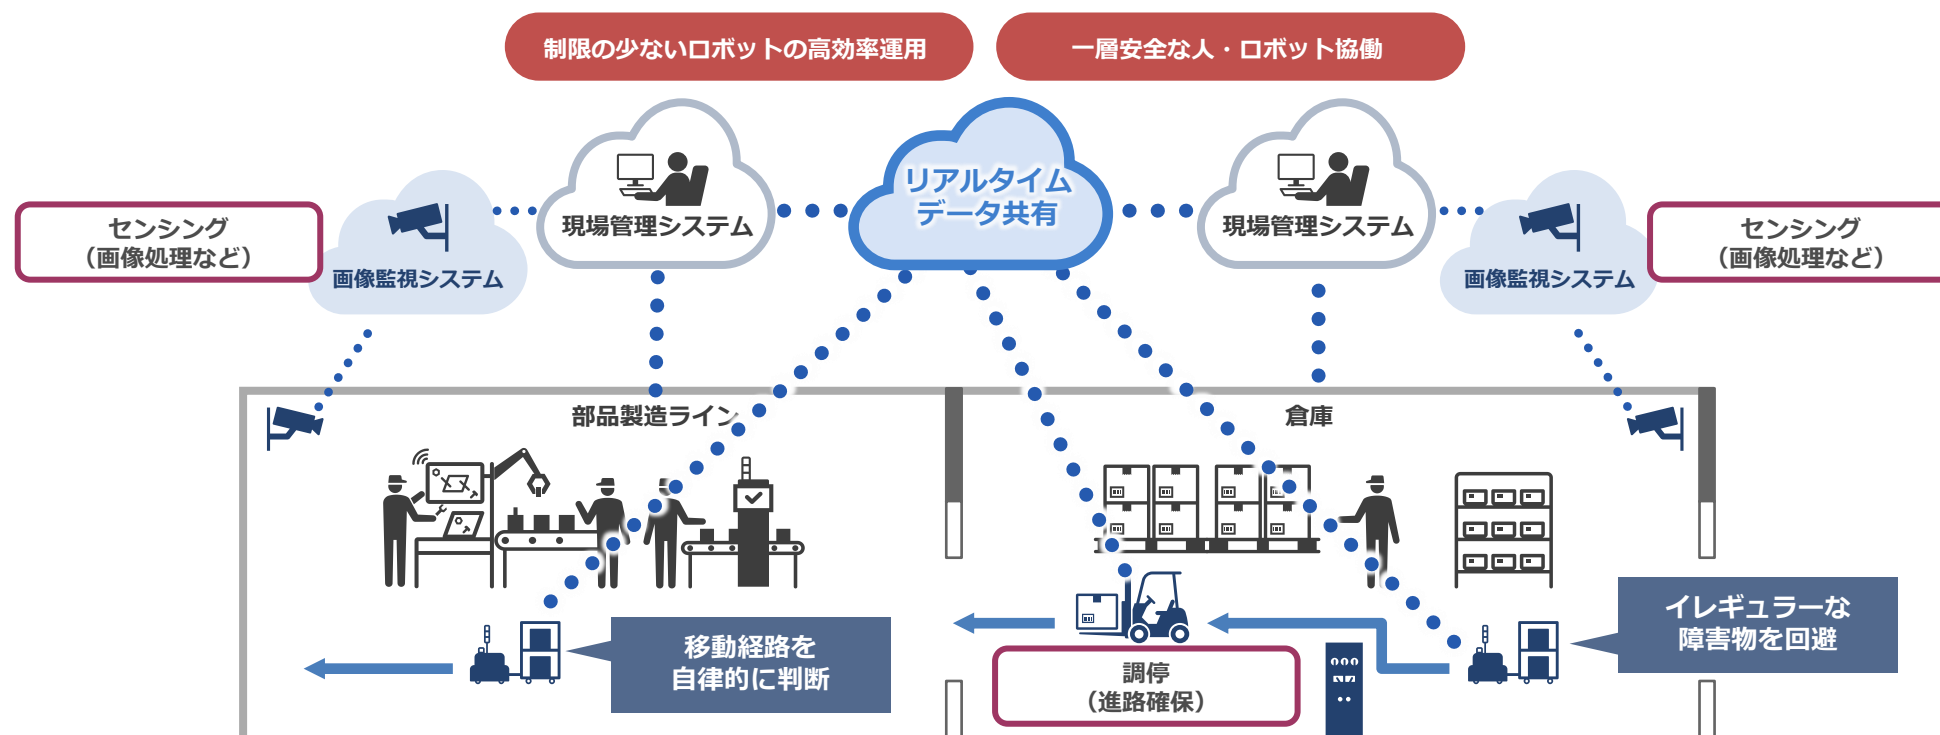 制限の少ないロボットの高効率運用
一層安全な人・ロボット協働
リアルタイム
データ共有
現場管理システム
現場管理システム
センシング
（画像処理など）
画像監視システム
センシング
（画像処理など）
画像監視システム
部品製造ライン
倉庫
移動経路を
自律的に判断
調停
（進路確保）
イレギュラーな
障害物を回避